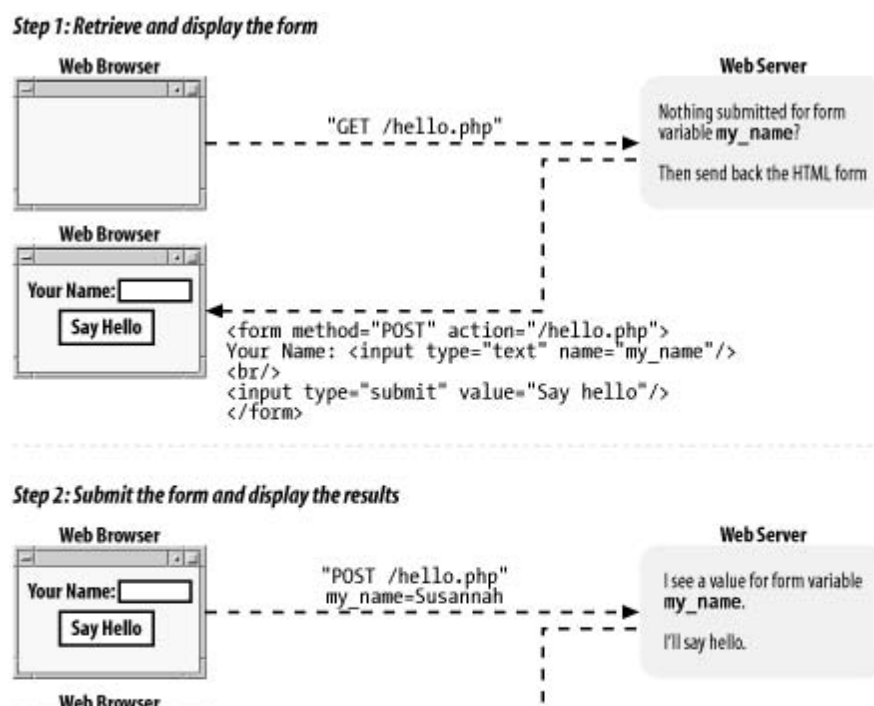 Step 1: Retrieve and display the form
Web Browser
Web Server
"GET /hello.php"
Nothing submitted for form
variable my_name?
Then send back the HTML form
Web Browser
Your Name:
Say Hello
<form method="POST" action="/hello.php">
Your Name: <input type="text" name="my_name"/>
<br/>
<input type="submit" value="Say hello"/>
</form>
Step 2: Submit the form and display the results
Web Browser
Web Server
"POST /hello.php"
my_name=Susannah
Your Name:
Say Hello
I see a value for form variable
my_name.
I'll say hello.
Web Browser